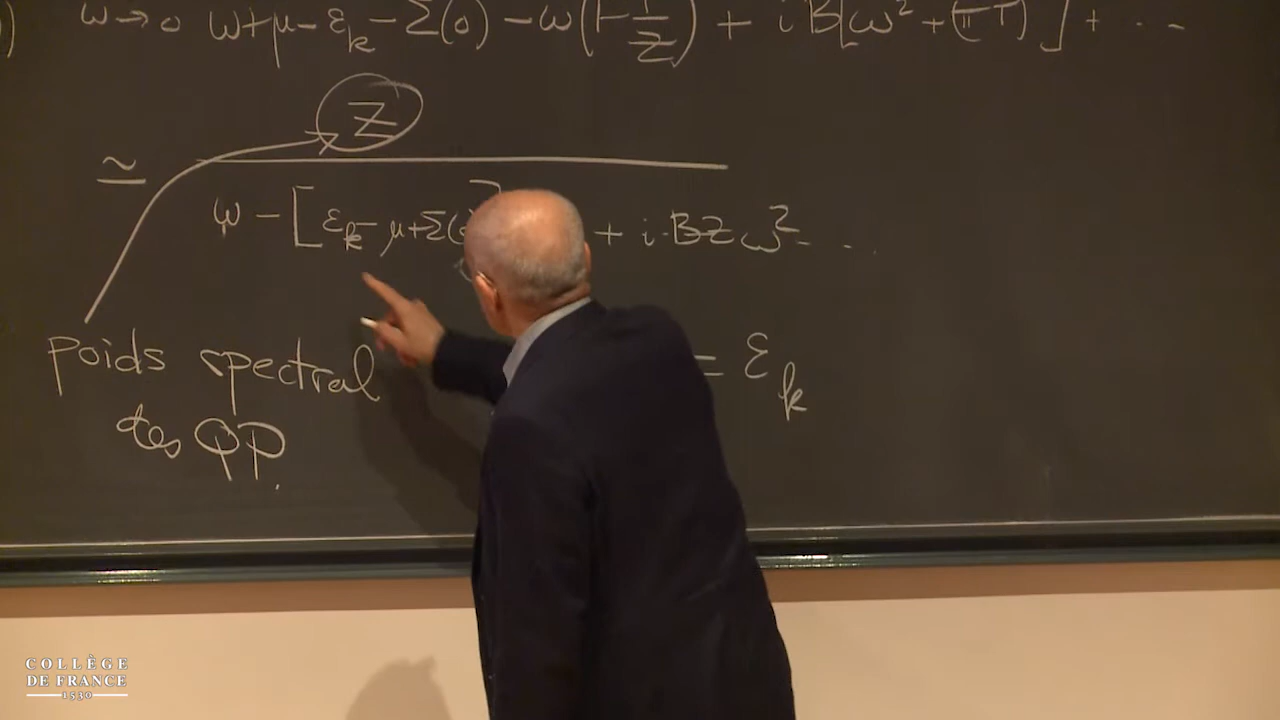 ) ω→0 ω+μ-ε_k-Σ(0)-ω(1-1/Z) + iB[ω²+(πT)²]+ ...
Z
≃
ω-[ε_k-μ+Σ( + i·BZω²-...
poids spectral = ε_k
des QP.
COLLÈGE
DE FRANCE
1530